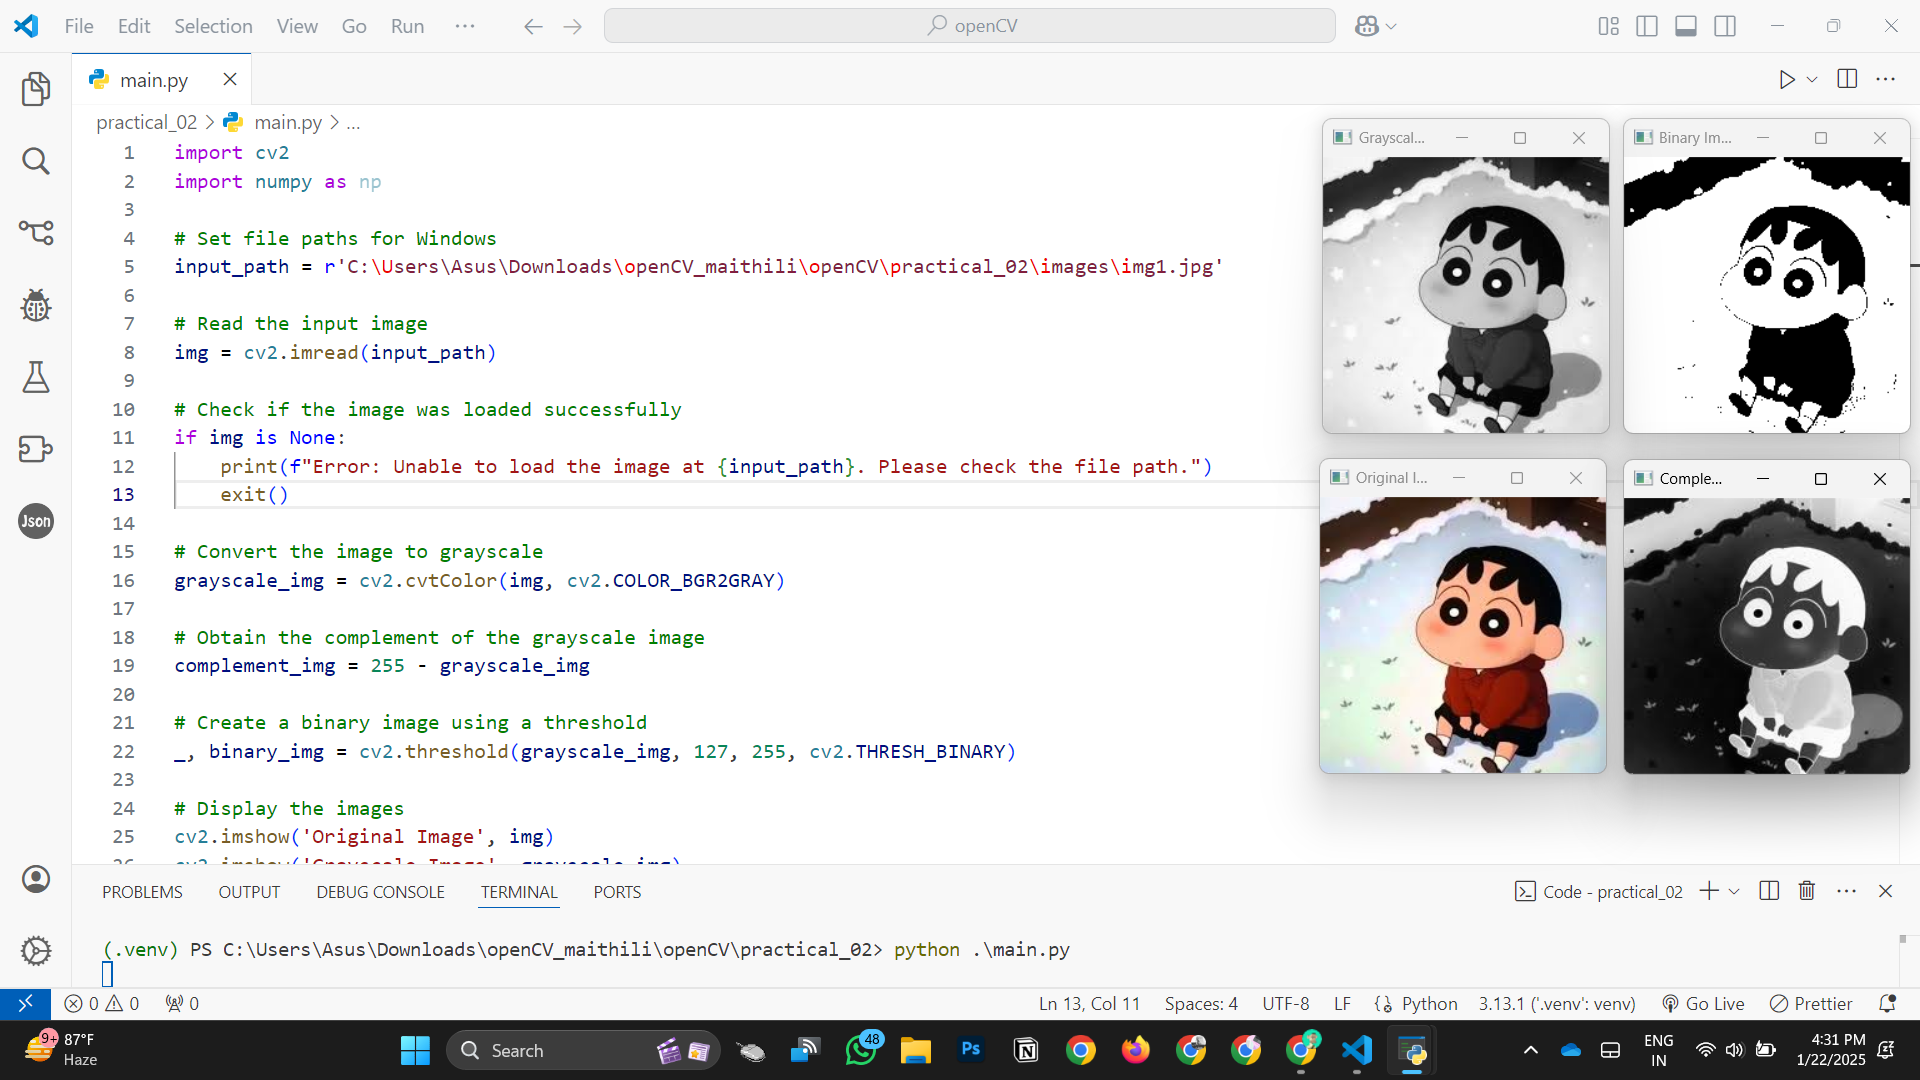 File Edit Selection View Go Run ··· openCV
main.py
practical_02 > main.py > ...
1 import cv2
2 import numpy as np
3
4 # Set file paths for Windows
5 input_path = r'C:\Users\Asus\Downloads\openCV_maithili\openCV\practical_02\images\img1.jpg'
6
7 # Read the input image
8 img = cv2.imread(input_path)
9
10 # Check if the image was loaded successfully
11 if img is None:
12 print(f"Error: Unable to load the image at {input_path}. Please check the file path.")
13 exit()
14
15 # Convert the image to grayscale
16 grayscale_img = cv2.cvtColor(img, cv2.COLOR_BGR2GRAY)
17
18 # Obtain the complement of the grayscale image
19 complement_img = 255 - grayscale_img
20
21 # Create a binary image using a threshold
22 _, binary_img = cv2.threshold(grayscale_img, 127, 255, cv2.THRESH_BINARY)
23
24 # Display the images
25 cv2.imshow('Original Image', img)
26 cv2.imshow('Grayscale Image', grayscale_img)
Grayscal...
Binary Im...
Original I...
Comple...
Json
PROBLEMS OUTPUT DEBUG CONSOLE TERMINAL PORTS
Code - practical_02
(.venv) PS C:\Users\Asus\Downloads\openCV_maithili\openCV\practical_02> python .\main.py
0 0 0
Ln 13, Col 11 Spaces: 4 UTF-8 LF Python 3.13.1 ('.venv': venv) Go Live Prettier
9+ 87°F
Haze
Search
48
Ps
ENG
IN
4:31 PM
1/22/2025